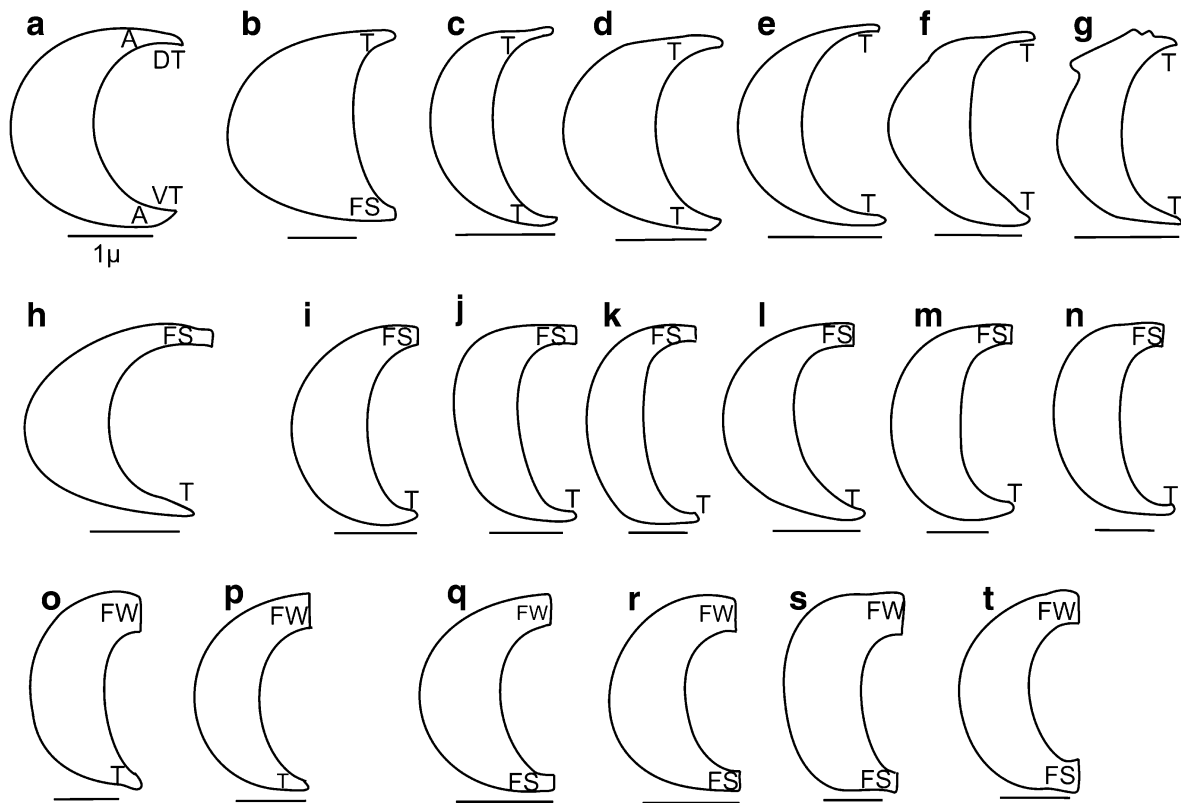 a b c d e f g
A T T T T T T
DT
VT FS T T T T T
A
1μ
h i j k l m n
FS FS FS FS FS FS FS
T T T T T T T
o p q r s t
FW FW FW FW FW FW
T T FS FS FS FS